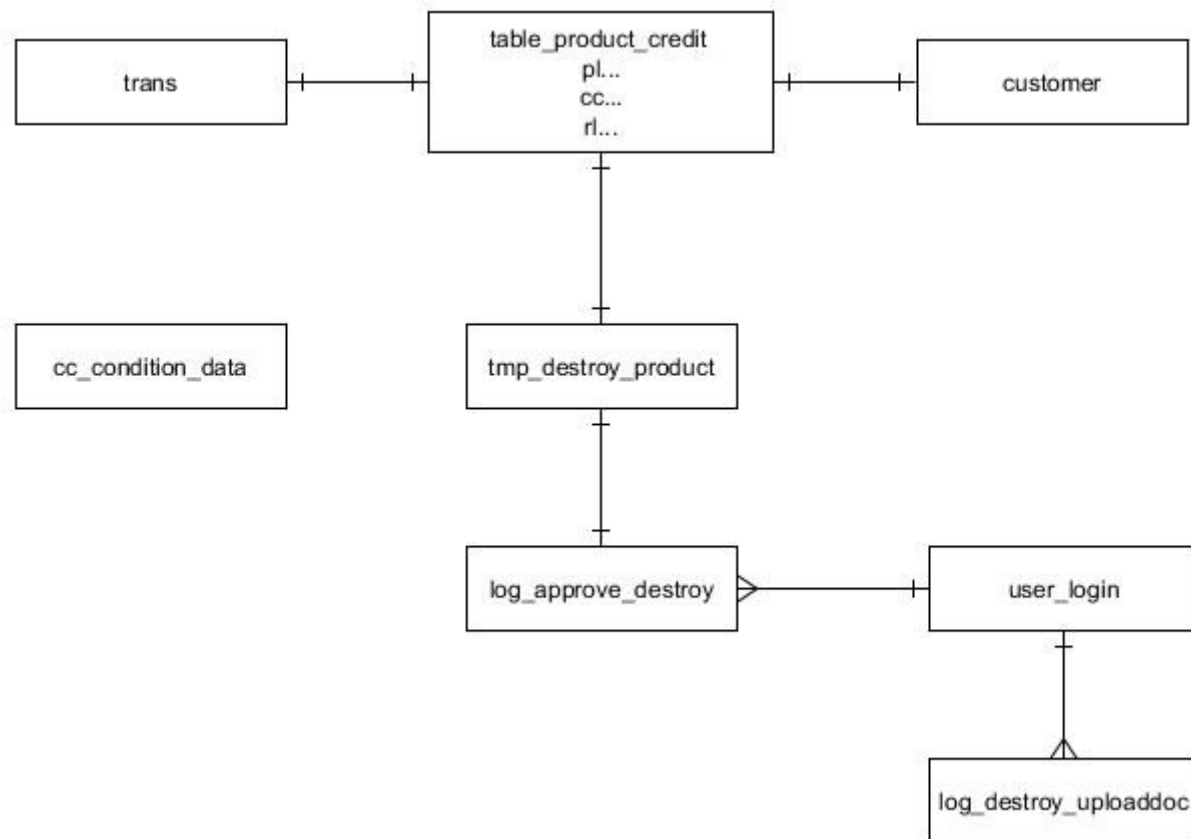 table_product_credit
pl...
cc...
rl...
trans
customer
cc_condition_data
tmp_destroy_product
log_approve_destroy
user_login
log_destroy_uploaddoc